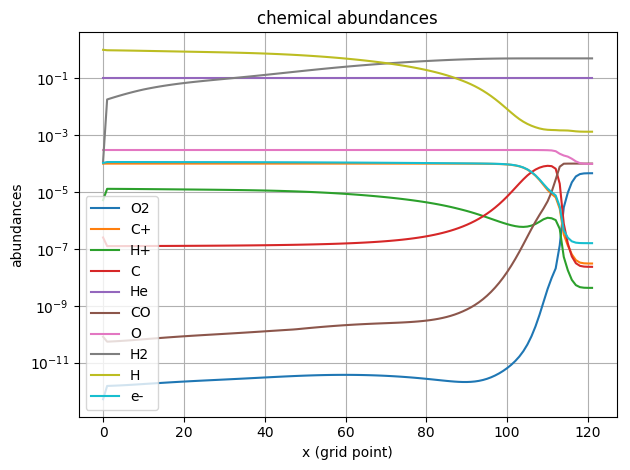 chemical abundances
10⁻¹
10⁻³
10⁻⁵
10⁻⁷
10⁻⁹
10⁻¹¹
abundances
O2
C+
H+
C
He
CO
O
H2
H
e-
0 20 40 60 80 100 120
x (grid point)